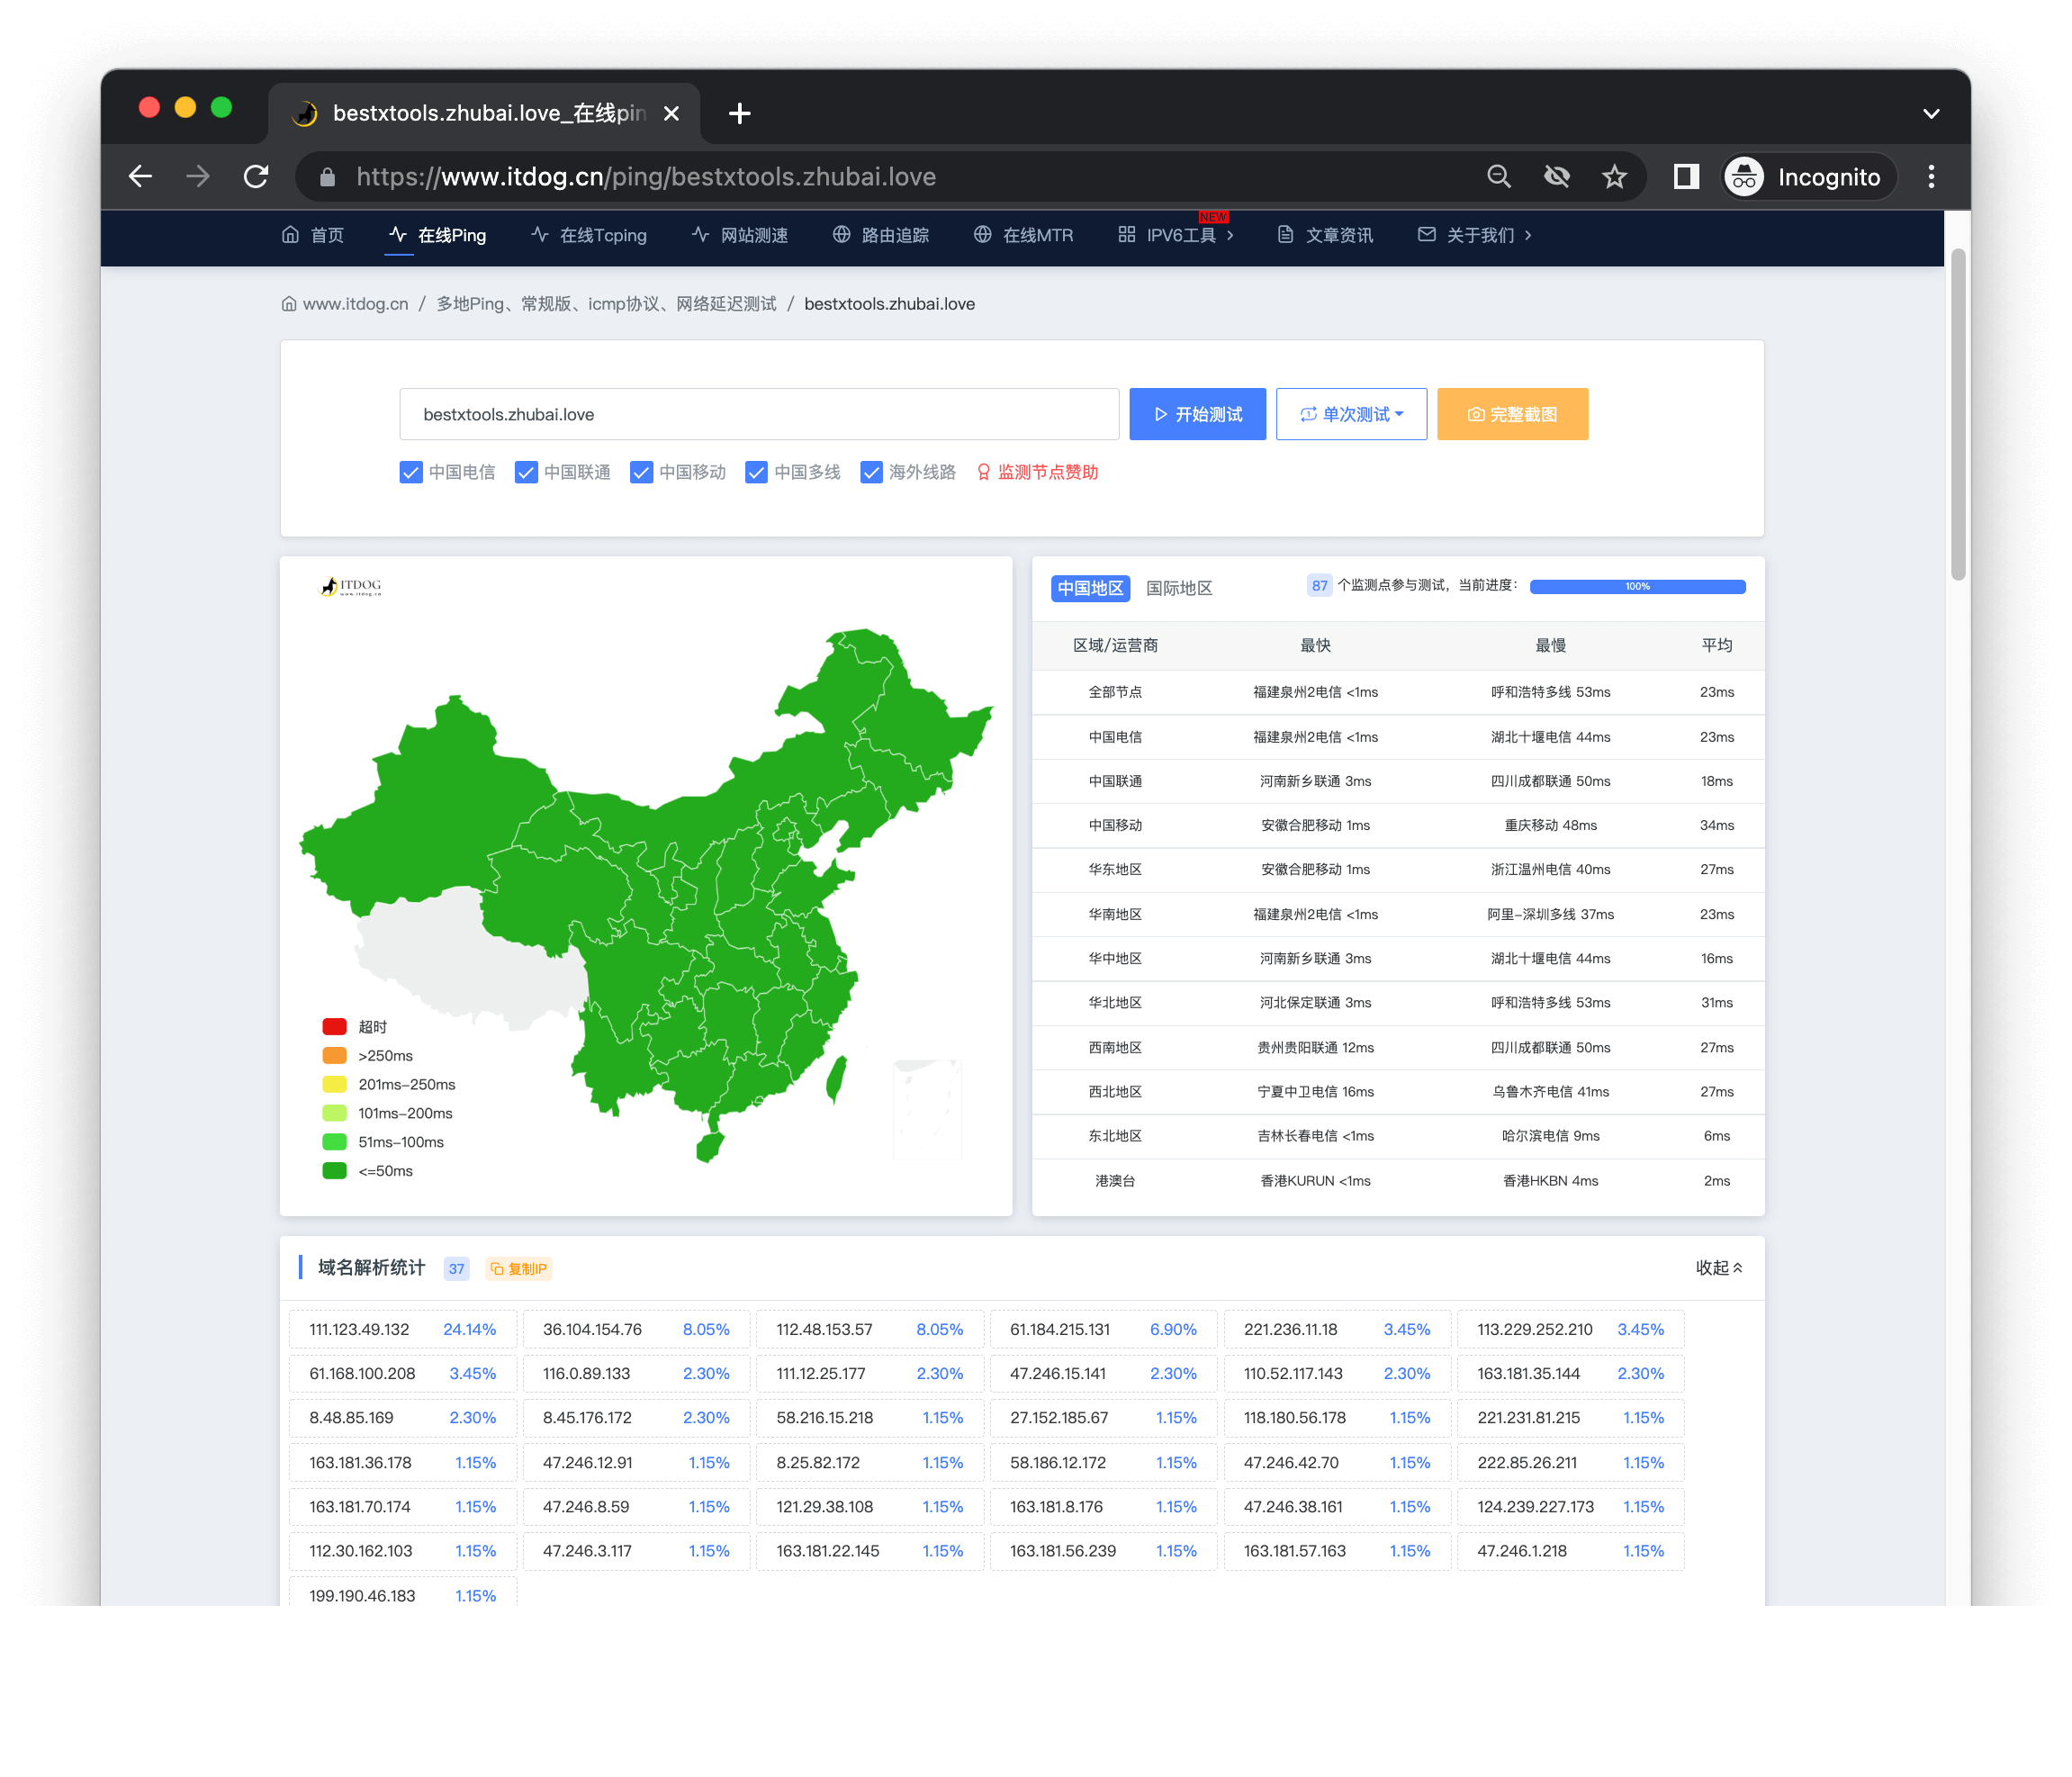 bestxtools.zhubai.love_在线pin
https://www.itdog.cn/ping/bestxtools.zhubai.love
Incognito
首页 在线Ping 在线Tcping 网站测速 路由追踪 在线MTR IPV6工具 NEW 文章资讯 关于我们
www.itdog.cn / 多地Ping、常规版、icmp协议、网络延迟测试 / bestxtools.zhubai.love
bestxtools.zhubai.love 开始测试 单次测试 完整截图
中国电信 中国联通 中国移动 中国多线 海外线路 监测节点赞助
ITDOG
www.itdog.cn
超时
>250ms
201ms-250ms
101ms-200ms
51ms-100ms
<=50ms
中国地区 国际地区 87 个监测点参与测试，当前进度： 100%
区域/运营商 最快 最慢 平均
全部节点 福建泉州2电信 <1ms 呼和浩特多线 53ms 23ms
中国电信 福建泉州2电信 <1ms 湖北十堰电信 44ms 23ms
中国联通 河南新乡联通 3ms 四川成都联通 50ms 18ms
中国移动 安徽合肥移动 1ms 重庆移动 48ms 34ms
华东地区 安徽合肥移动 1ms 浙江温州电信 40ms 27ms
华南地区 福建泉州2电信 <1ms 阿里-深圳多线 37ms 23ms
华中地区 河南新乡联通 3ms 湖北十堰电信 44ms 16ms
华北地区 河北保定联通 3ms 呼和浩特多线 53ms 31ms
西南地区 贵州贵阳联通 12ms 四川成都联通 50ms 27ms
西北地区 宁夏中卫电信 16ms 乌鲁木齐电信 41ms 27ms
东北地区 吉林长春电信 <1ms 哈尔滨电信 9ms 6ms
港澳台 香港KURUN <1ms 香港HKBN 4ms 2ms
域名解析统计 37 复制IP 收起
111.123.49.132 24.14% 36.104.154.76 8.05% 112.48.153.57 8.05% 61.184.215.131 6.90% 221.236.11.18 3.45% 113.229.252.210 3.45%
61.168.100.208 3.45% 116.0.89.133 2.30% 111.12.25.177 2.30% 47.246.15.141 2.30% 110.52.117.143 2.30% 163.181.35.144 2.30%
8.48.85.169 2.30% 8.45.176.172 2.30% 58.216.15.218 1.15% 27.152.185.67 1.15% 118.180.56.178 1.15% 221.231.81.215 1.15%
163.181.36.178 1.15% 47.246.12.91 1.15% 8.25.82.172 1.15% 58.186.12.172 1.15% 47.246.42.70 1.15% 222.85.26.211 1.15%
163.181.70.174 1.15% 47.246.8.59 1.15% 121.29.38.108 1.15% 163.181.8.176 1.15% 47.246.38.161 1.15% 124.239.227.173 1.15%
112.30.162.103 1.15% 47.246.3.117 1.15% 163.181.22.145 1.15% 163.181.56.239 1.15% 163.181.57.163 1.15% 47.246.1.218 1.15%
199.190.46.183 1.15%